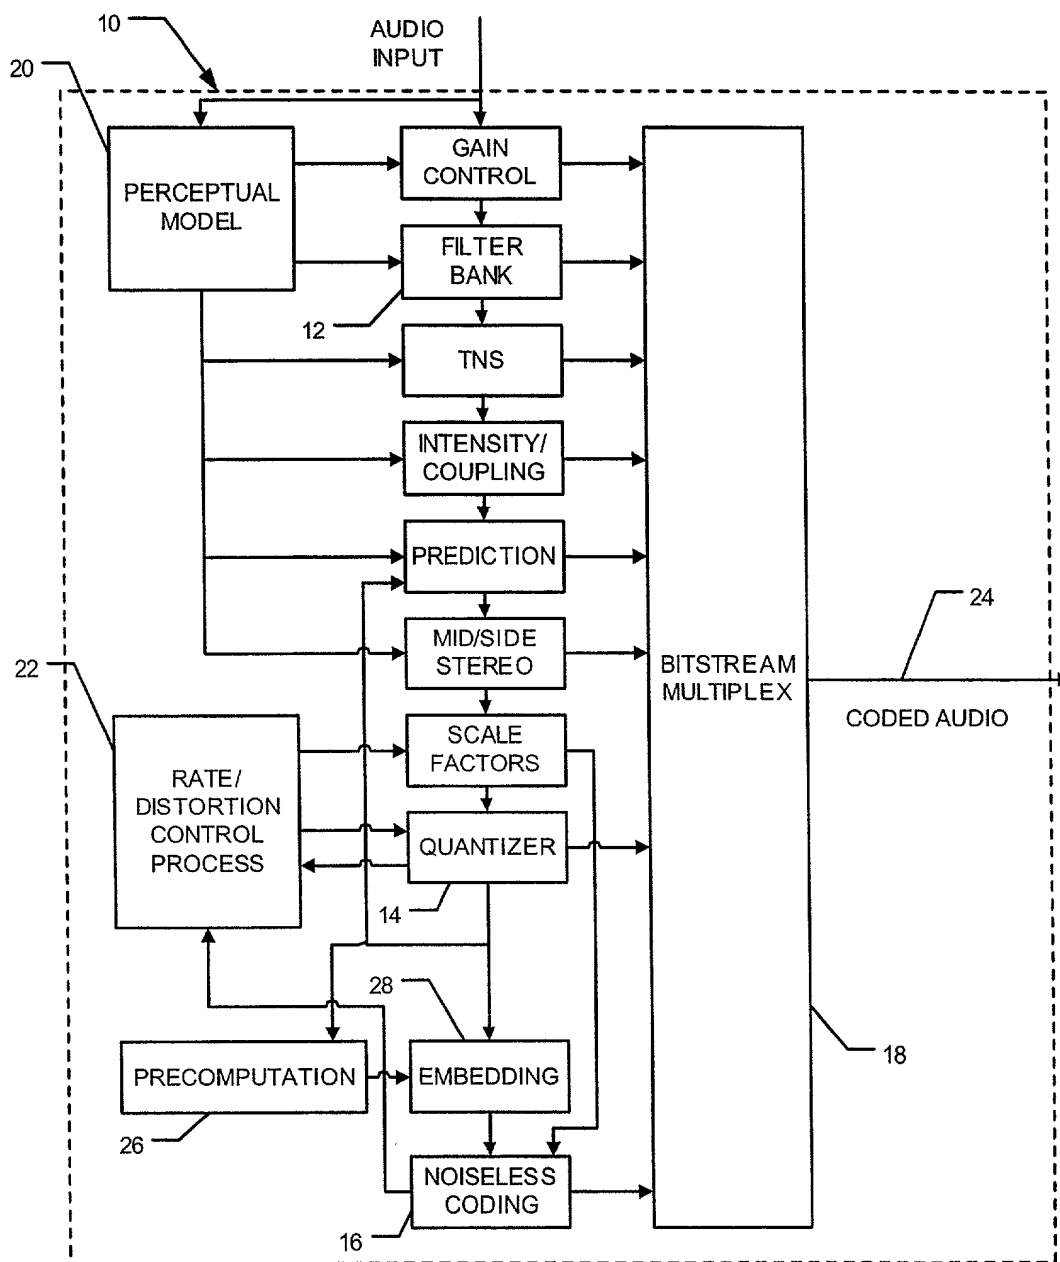 10
AUDIO
INPUT
20
PERCEPTUAL
MODEL
GAIN
CONTROL
FILTER
BANK
12
TNS
INTENSITY/
COUPLING
PREDICTION
MID/SIDE
STEREO
24
BITSTREAM
MULTIPLEX
CODED AUDIO
22
RATE/
DISTORTION
CONTROL
PROCESS
SCALE
FACTORS
QUANTIZER
14
28
18
PRECOMPUTATION
EMBEDDING
26
NOISELESS
CODING
16